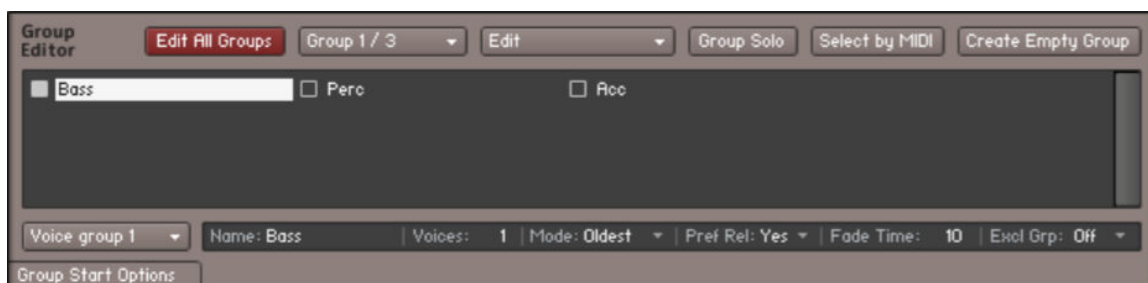 Group Editor
Edit All Groups
Group 1 / 3
Edit
Group Solo
Select by MIDI
Create Empty Group
Bass
Perc
Acc
Voice group 1
Name: Bass | Voices: 1 | Mode: Oldest | Pref Rel: Yes | Fade Time: 10 | Excl Grp: Off
Group Start Options